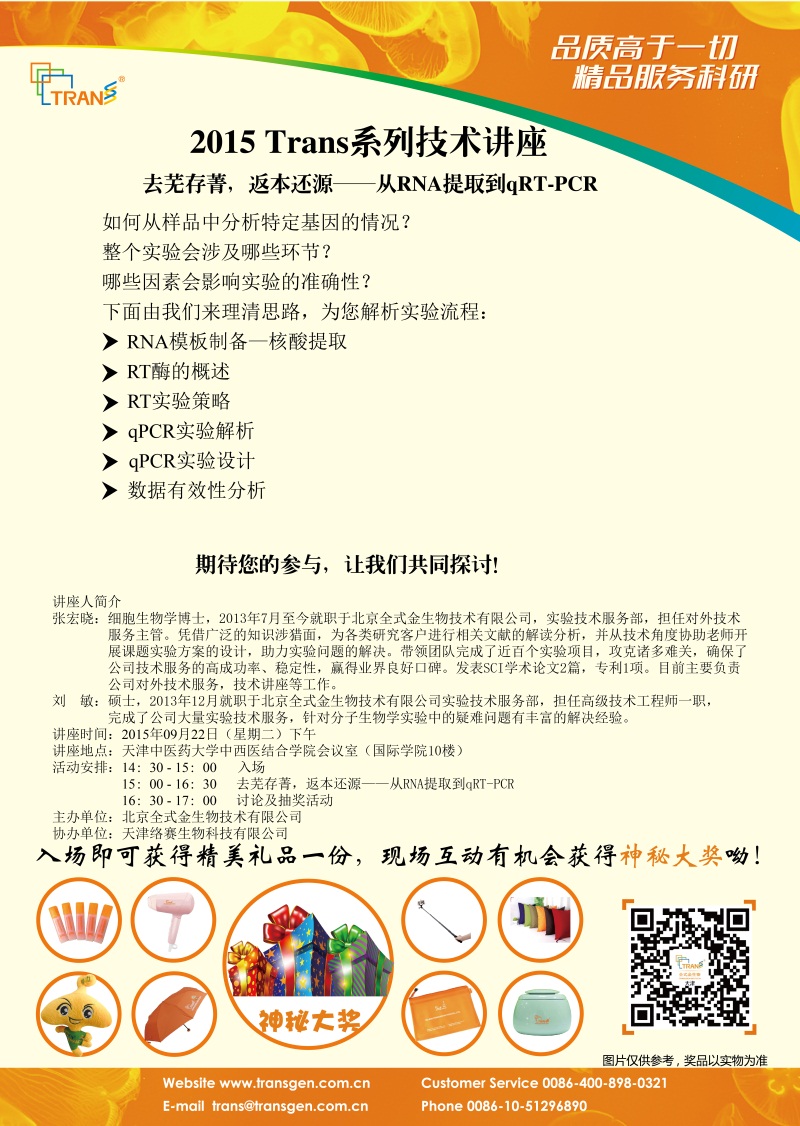 品质高于一切
精品服务科研
TRANS®
2015 Trans系列技术讲座
去芜存菁，返本还源——从RNA提取到qRT-PCR
如何从样品中分析特定基因的情况？
整个实验会涉及哪些环节？
哪些因素会影响实验的准确性？
下面由我们来理清思路，为您解析实验流程：
➤ RNA模板制备—核酸提取
➤ RT酶的概述
➤ RT实验策略
➤ qPCR实验解析
➤ qPCR实验设计
➤ 数据有效性分析
期待您的参与，让我们共同探讨！
讲座人简介
张宏晓：细胞生物学博士，2013年7月至今就职于北京全式金生物技术有限公司，实验技术服务部，担任对外技术
服务主管。凭借广泛的知识涉猎面，为各类研究客户进行相关文献的解读分析，并从技术角度协助老师开
展课题实验方案的设计，助力实验问题的解决。带领团队完成了近百个实验项目，攻克诸多难关，确保了
公司技术服务的高成功率、稳定性，赢得业界良好口碑。发表SCI学术论文2篇，专利1项。目前主要负责
公司对外技术服务，技术讲座等工作。
刘　敏：硕士，2013年12月就职于北京全式金生物技术有限公司实验技术服务部，担任高级技术工程师一职，
完成了公司大量实验技术服务，针对分子生物学实验中的疑难问题有丰富的解决经验。
讲座时间：2015年09月22日（星期二）下午
讲座地点：天津中医药大学中西医结合学院会议室（国际学院10楼）
活动安排：14：30 - 15：00　入场
15：00 - 16：30　去芜存菁，返本还源——从RNA提取到qRT-PCR
16：30 - 17：00　讨论及抽奖活动
主办单位：北京全式金生物技术有限公司
协办单位：天津络赛生物科技有限公司
入场即可获得精美礼品一份，现场互动有机会获得神秘大奖呦！
神秘大奖
TRANS
天津
图片仅供参考，奖品以实物为准
Website www.transgen.com.cn
Customer Service 0086-400-898-0321
E-mail trans@transgen.com.cn
Phone 0086-10-51296890